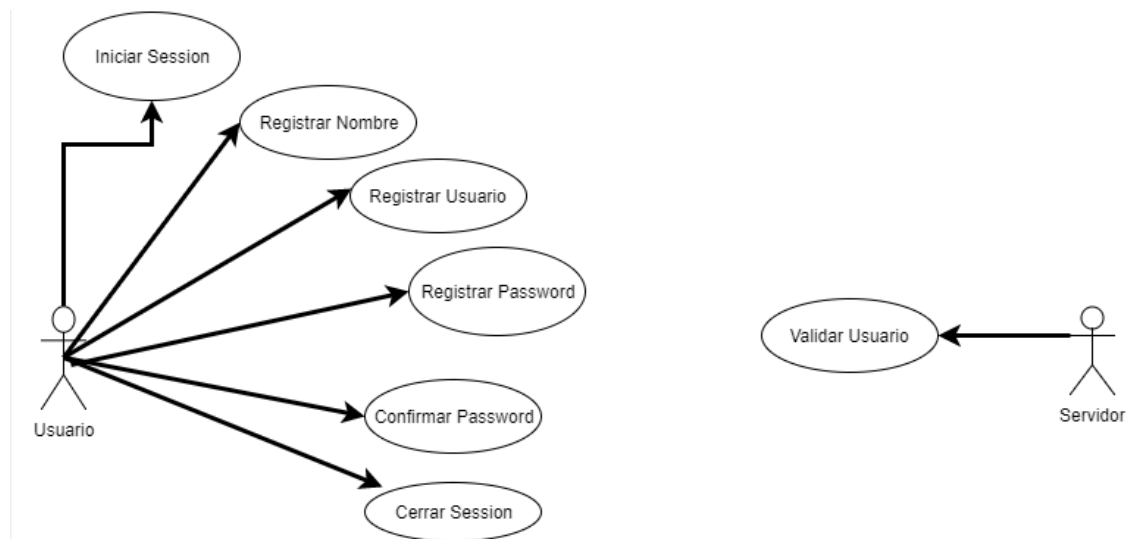 Iniciar Session
Registrar Nombre
Registrar Usuario
Registrar Password
Validar Usuario
Confirmar Password
Servidor
Usuario
Cerrar Session